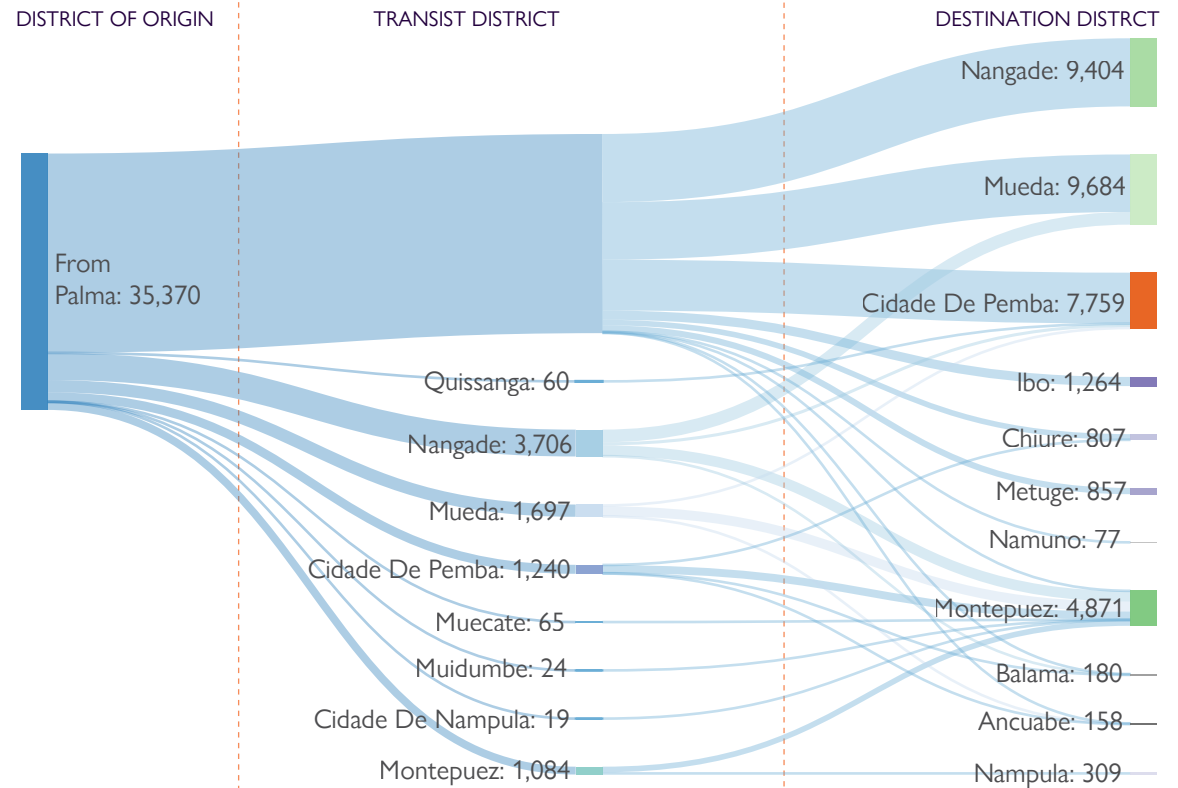 DISTRICT OF ORIGIN
TRANSIST DISTRICT
DESTINATION DISTRCT
From
Palma: 35,370
Quissanga: 60
Nangade: 3,706
Mueda: 1,697
Cidade De Pemba: 1,240
Muecate: 65
Muidumbe: 24
Cidade De Nampula: 19
Montepuez: 1,084
Nangade: 9,404
Mueda: 9,684
Cidade De Pemba: 7,759
Ibo: 1,264
Chiure: 807
Metuge: 857
Namuno: 77
Montepuez: 4,871
Balama: 180
Ancuabe: 158
Nampula: 309